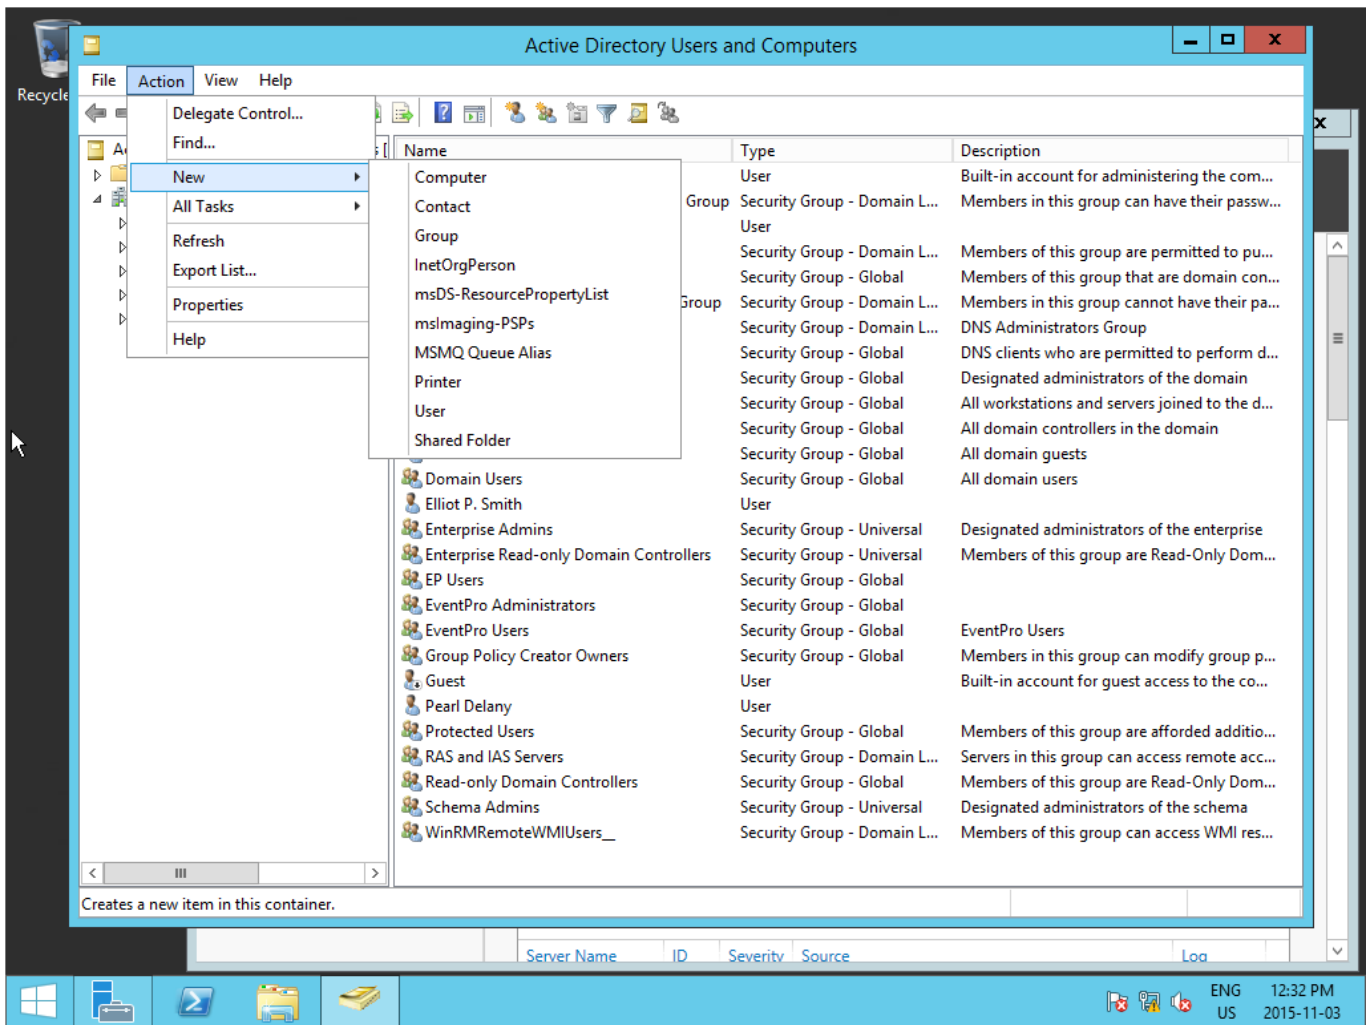 Recycle
Active Directory Users and Computers
File Action View Help
Delegate Control...
Find...
New
All Tasks
Refresh
Export List...
Properties
Help
Computer
Contact
Group
InetOrgPerson
msDS-ResourcePropertyList
msImaging-PSPs
MSMQ Queue Alias
Printer
User
Shared Folder
Name Type Description
User Built-in account for administering the com...
Group Security Group - Domain L... Members in this group can have their passw...
User
Security Group - Domain L... Members of this group are permitted to pu...
Security Group - Global Members of this group that are domain con...
Group Security Group - Domain L... Members in this group cannot have their pa...
Security Group - Domain L... DNS Administrators Group
Security Group - Global DNS clients who are permitted to perform d...
Security Group - Global Designated administrators of the domain
Security Group - Global All workstations and servers joined to the d...
Security Group - Global All domain controllers in the domain
Security Group - Global All domain guests
Domain Users Security Group - Global All domain users
Elliot P. Smith User
Enterprise Admins Security Group - Universal Designated administrators of the enterprise
Enterprise Read-only Domain Controllers Security Group - Universal Members of this group are Read-Only Dom...
EP Users Security Group - Global
EventPro Administrators Security Group - Global
EventPro Users Security Group - Global EventPro Users
Group Policy Creator Owners Security Group - Global Members in this group can modify group p...
Guest User Built-in account for guest access to the co...
Pearl Delany User
Protected Users Security Group - Global Members of this group are afforded additio...
RAS and IAS Servers Security Group - Domain L... Servers in this group can access remote acc...
Read-only Domain Controllers Security Group - Global Members of this group are Read-Only Dom...
Schema Admins Security Group - Universal Designated administrators of the schema
WinRMRemoteWMIUsers__ Security Group - Domain L... Members of this group can access WMI res...
Creates a new item in this container.
Server Name ID Severity Source Log
ENG 12:32 PM
US 2015-11-03